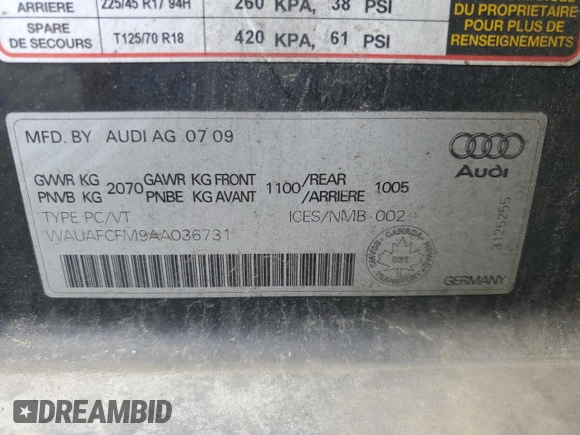 ARRIERE 225/45 R17 94H 260 KPA, 38 PSI
SPARE
DE SECOURS T125/70 R18 420 KPA, 61 PSI
DU PROPRIETAIRE
POUR PLUS DE
RENSEIGNEMENTS
MFD. BY AUDI AG 07 09
GVWR KG 2070 GAWR KG FRONT 1100 /REAR 1005
PNVB KG PNBE KG AVANT /ARRIERE
TYPE PC/VT ICES/NMB-002
WAUAFCFM9AA036731
Audi
3125255
CANADA
GERMANY
DREAMBID